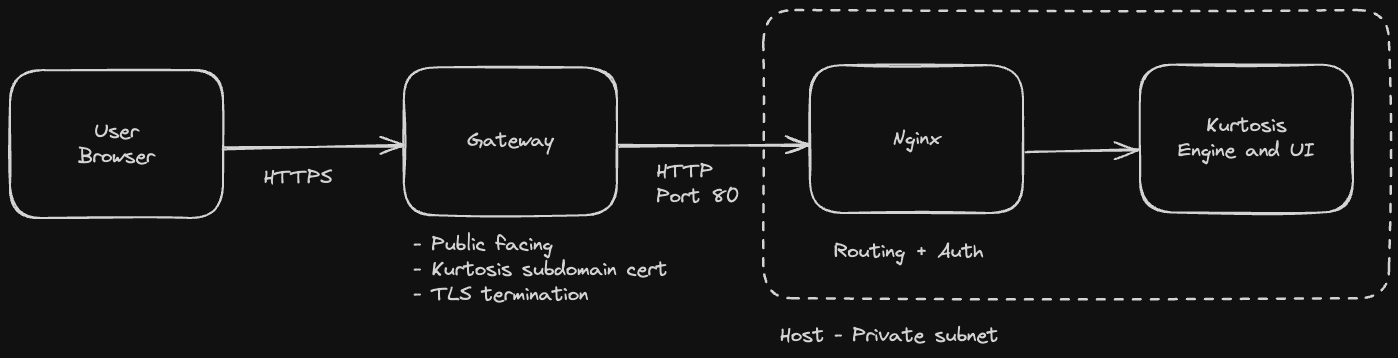 User
Browser
HTTPS
Gateway
- Public facing
- Kurtosis subdomain cert
- TLS termination
HTTP
Port 80
Nginx
Routing + Auth
Kurtosis
Engine and UI
Host - Private subnet